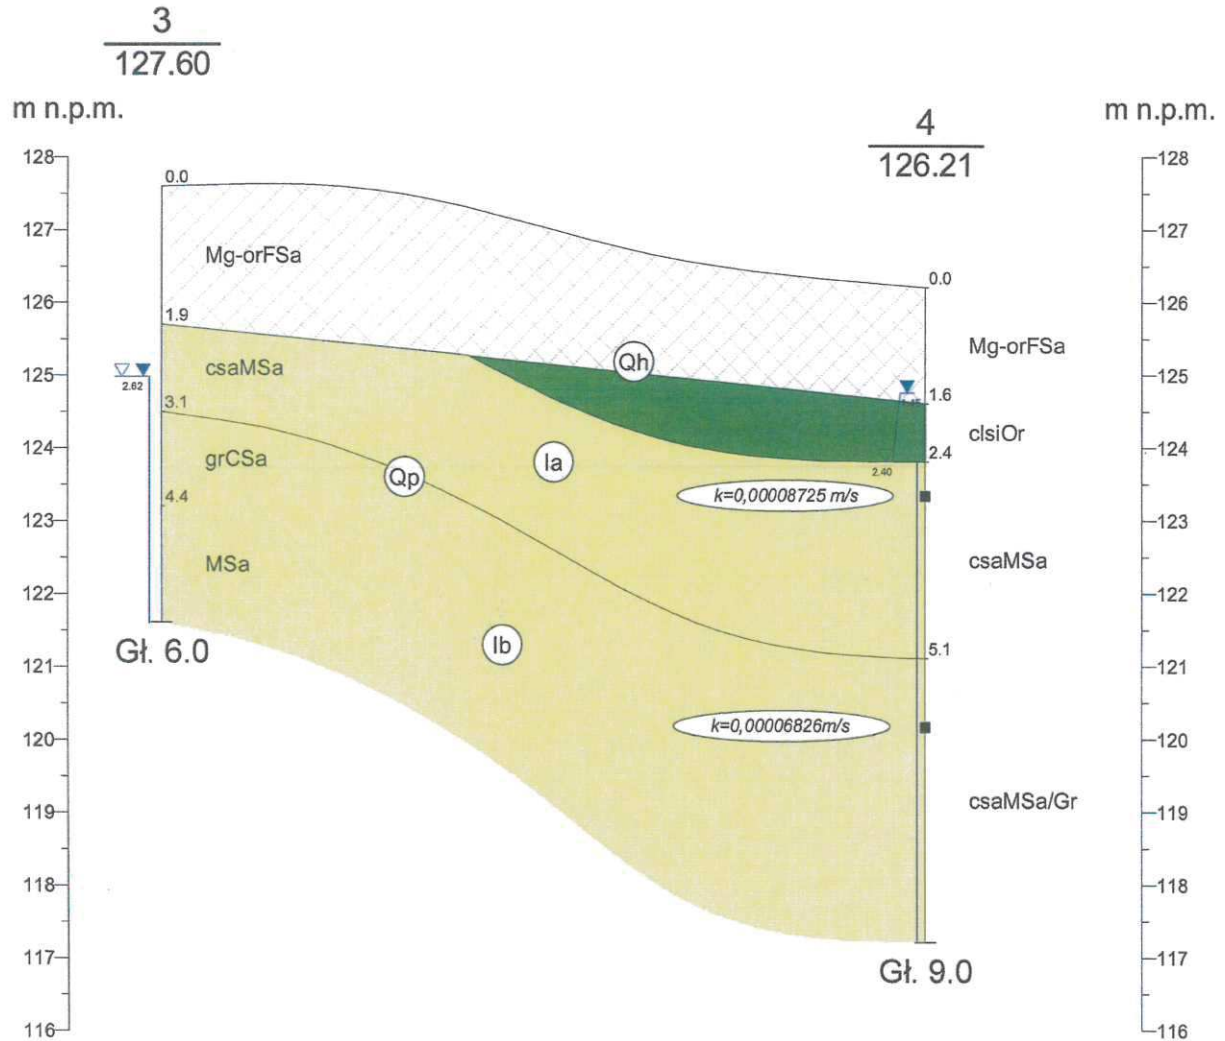 3
127.60
m n.p.m.
4
126.21
m n.p.m.
128
127
126
125
124
123
122
121
120
119
118
117
116
0.0
Mg-orFSa
1.9
csaMSa
2.62
3.1
grCSa
4.4
MSa
Gł. 6.0
Qh
Qp
Ia
Ib
k=0,00008725 m/s
k=0,00006826m/s
0.0
Mg-orFSa
1.6
clsiOr
2.4
2.40
csaMSa
5.1
csaMSa/Gr
Gł. 9.0
128
127
126
125
124
123
122
121
120
119
118
117
116